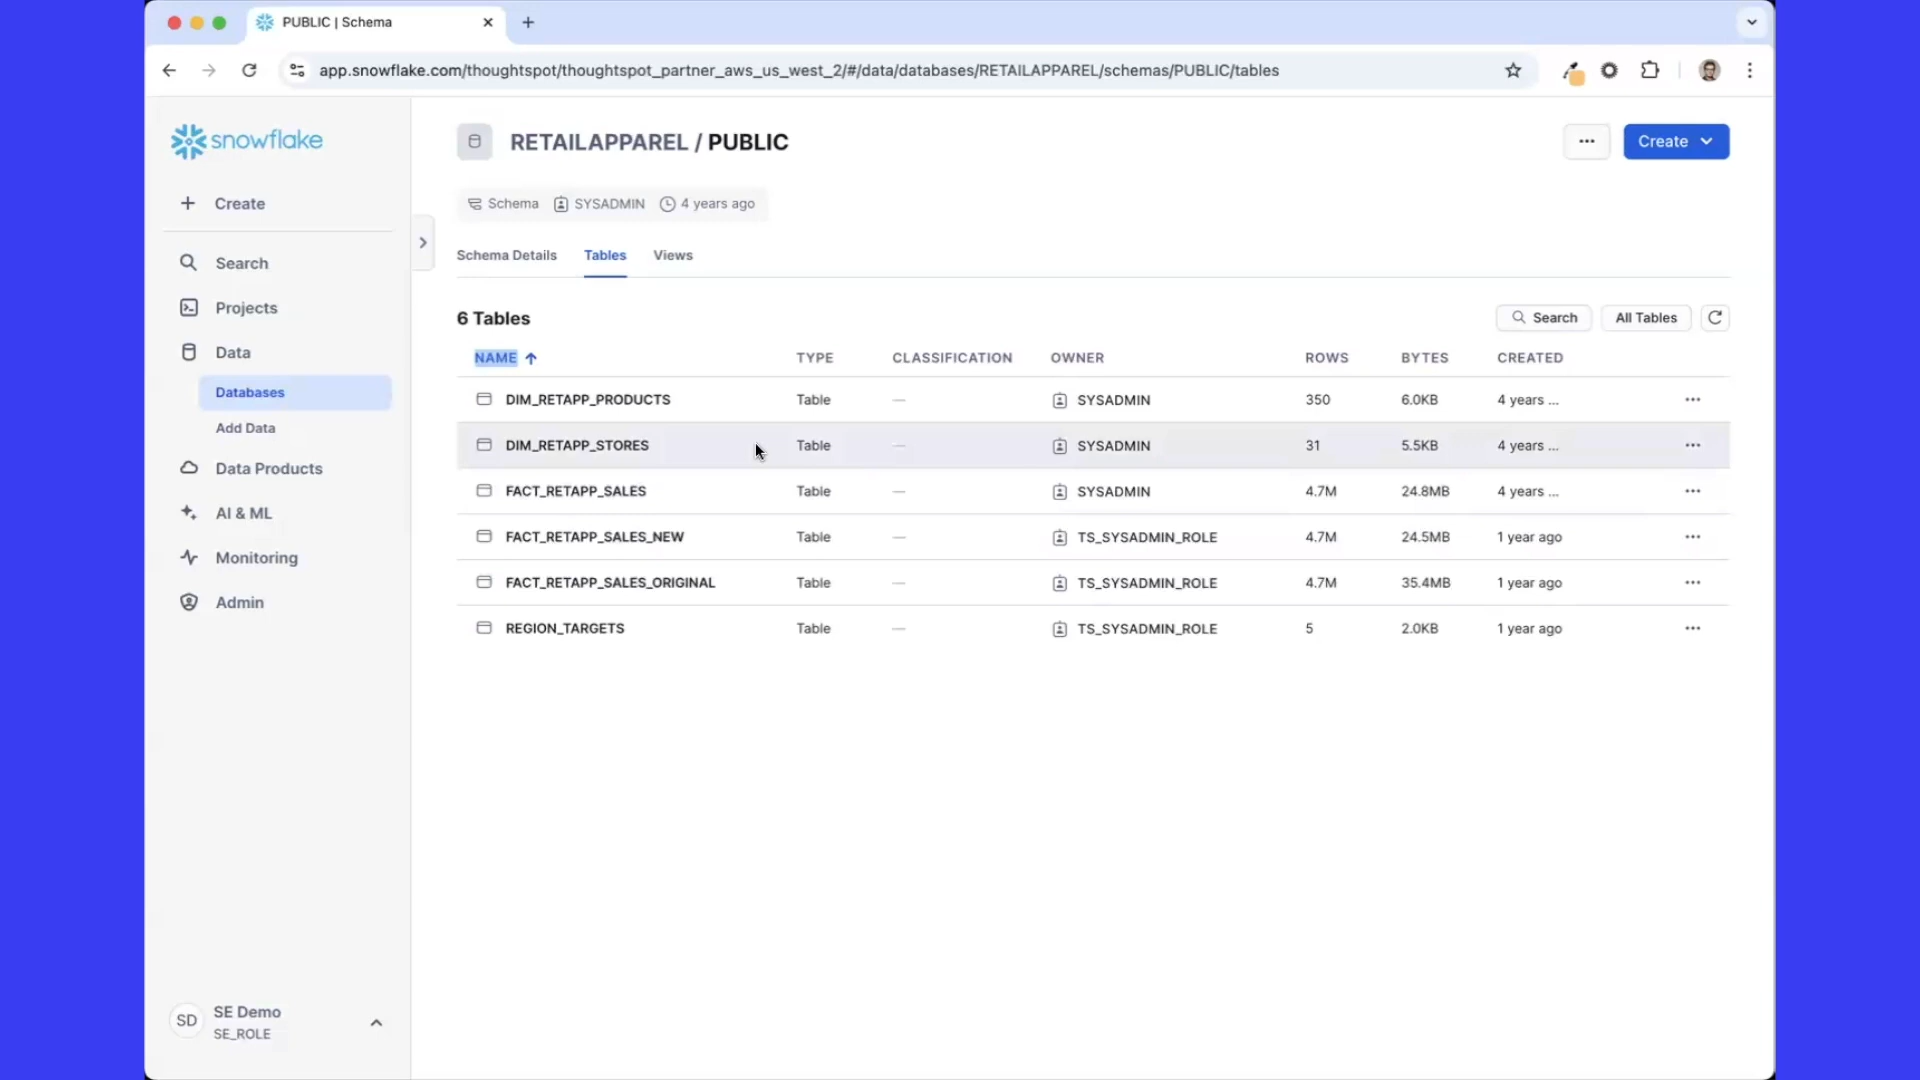 PUBLIC | Schema
app.snowflake.com/thoughtspot/thoughtspot_partner_aws_us_west_2/#/data/databases/RETAILAPPAREL/schemas/PUBLIC/tables
snowflake
Create
Search
Projects
Data
Databases
Add Data
Data Products
AI & ML
Monitoring
Admin
SD
SE Demo
SE_ROLE
RETAILAPPAREL / PUBLIC
Create
Schema SYSADMIN 4 years ago
Schema Details Tables Views
6 Tables
Search All Tables
NAME TYPE CLASSIFICATION OWNER ROWS BYTES CREATED
DIM_RETAPP_PRODUCTS Table — SYSADMIN 350 6.0KB 4 years ...
DIM_RETAPP_STORES Table — SYSADMIN 31 5.5KB 4 years ...
FACT_RETAPP_SALES Table — SYSADMIN 4.7M 24.8MB 4 years ...
FACT_RETAPP_SALES_NEW Table — TS_SYSADMIN_ROLE 4.7M 24.5MB 1 year ago
FACT_RETAPP_SALES_ORIGINAL Table — TS_SYSADMIN_ROLE 4.7M 35.4MB 1 year ago
REGION_TARGETS Table — TS_SYSADMIN_ROLE 5 2.0KB 1 year ago